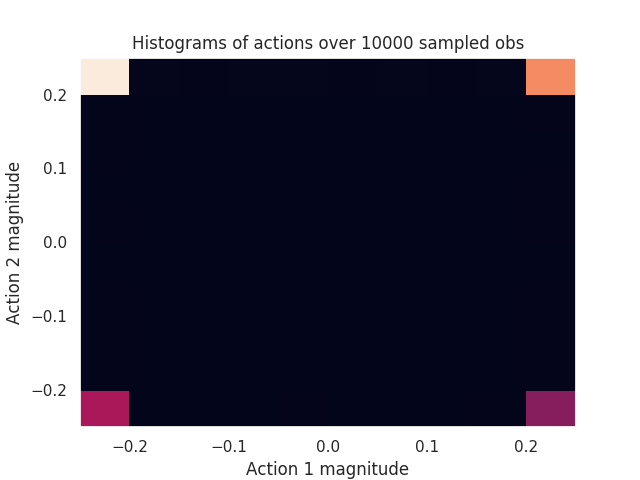 Histograms of actions over 10000 sampled obs
Action 2 magnitude
0.2
0.1
0.0
−0.1
−0.2
−0.2 −0.1 0.0 0.1 0.2
Action 1 magnitude